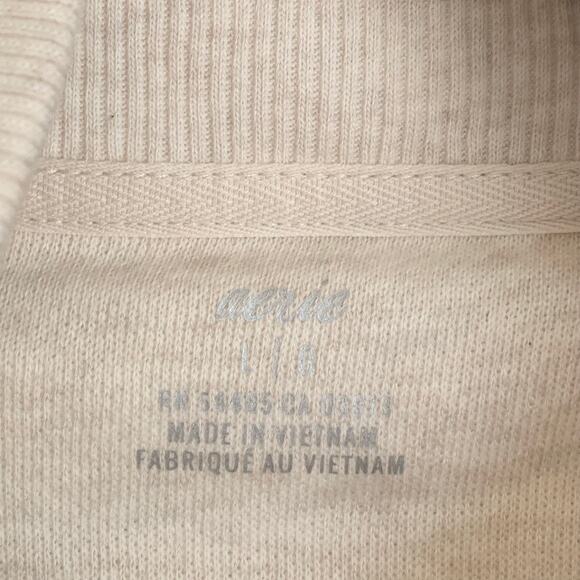 aerie
L / G
RN 54485 CA
MADE IN VIETNAM
FABRIQUÉ AU VIETNAM